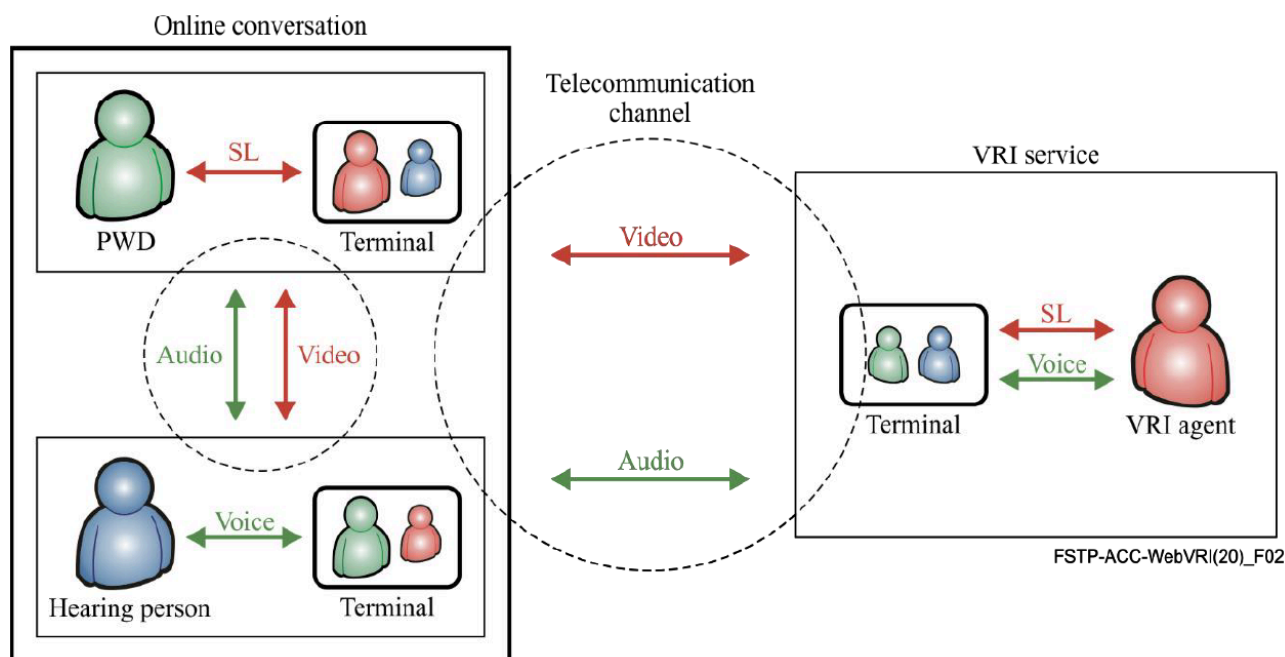 Online conversation
SL
PWD
Terminal
Audio
Video
Voice
Hearing person
Terminal
Telecommunication
channel
Video
Audio
VRI service
SL
Voice
Terminal
VRI agent
FSTP-ACC-WebVRI(20)_F02